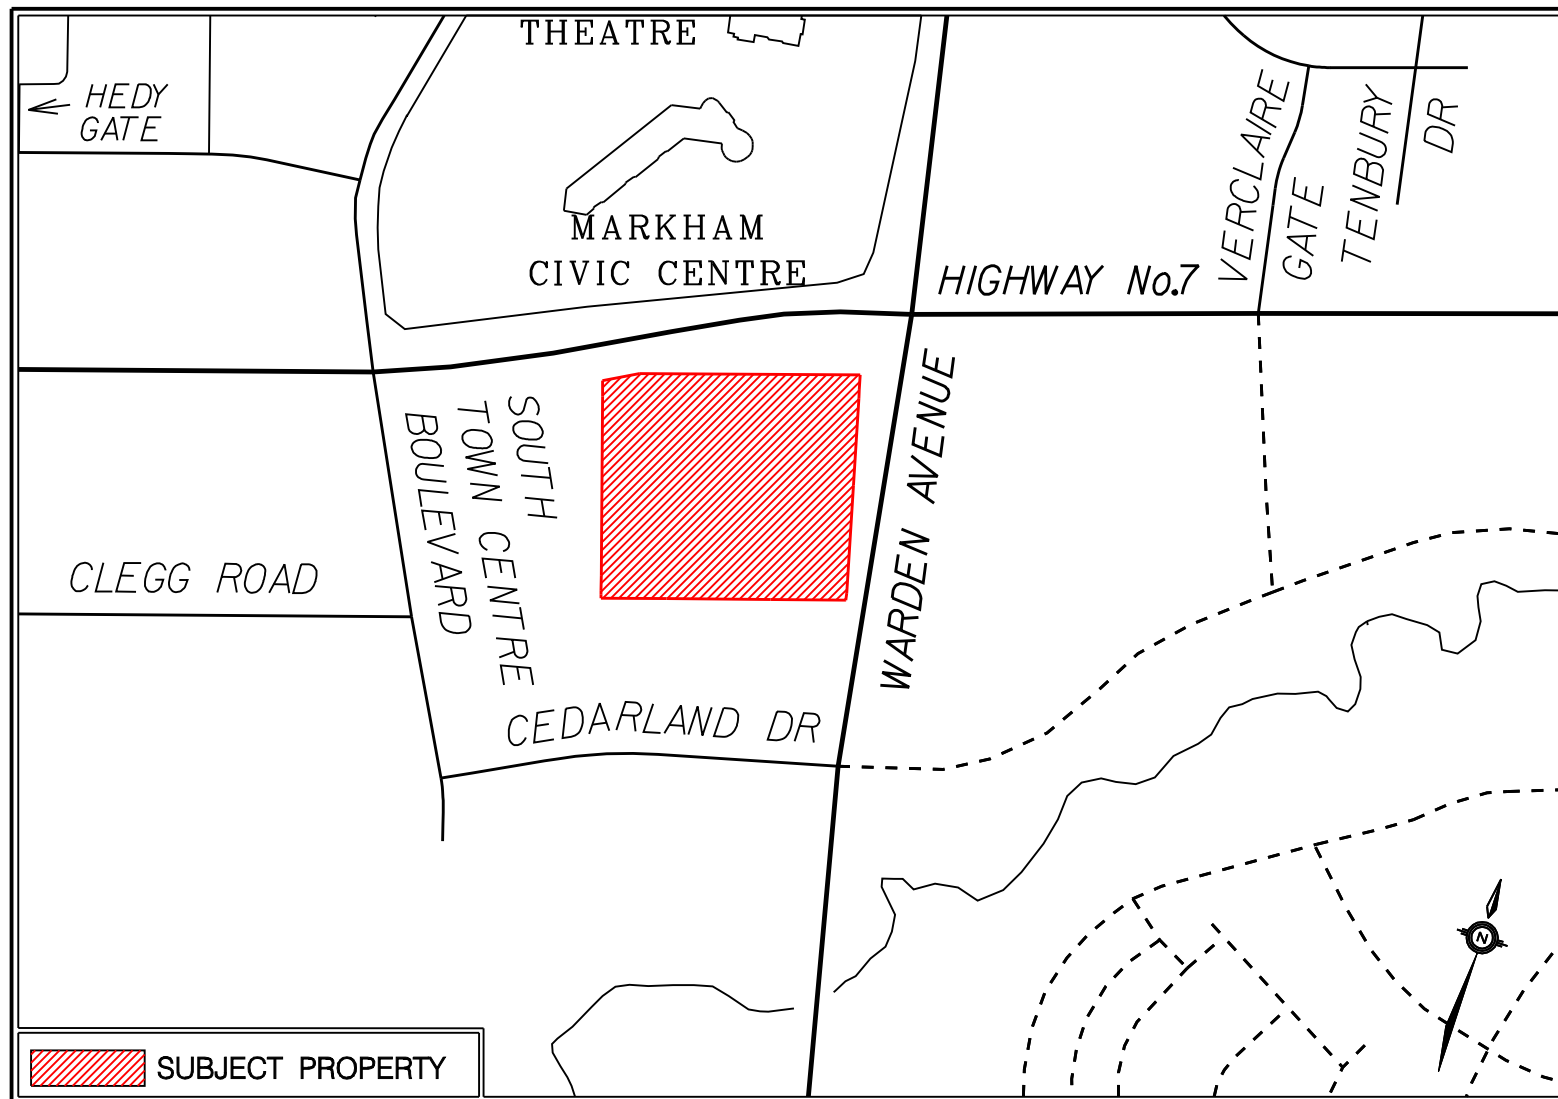 THEATRE
HEDY
GATE
MARKHAM
CIVIC CENTRE
HIGHWAY No.7
VERCLAIRE
GATE
TENBURY
DR
SOUTH
TOWN CENTRE
BOULEVARD
WARDEN AVENUE
CLEGG ROAD
CEDARLAND DR
N
SUBJECT PROPERTY